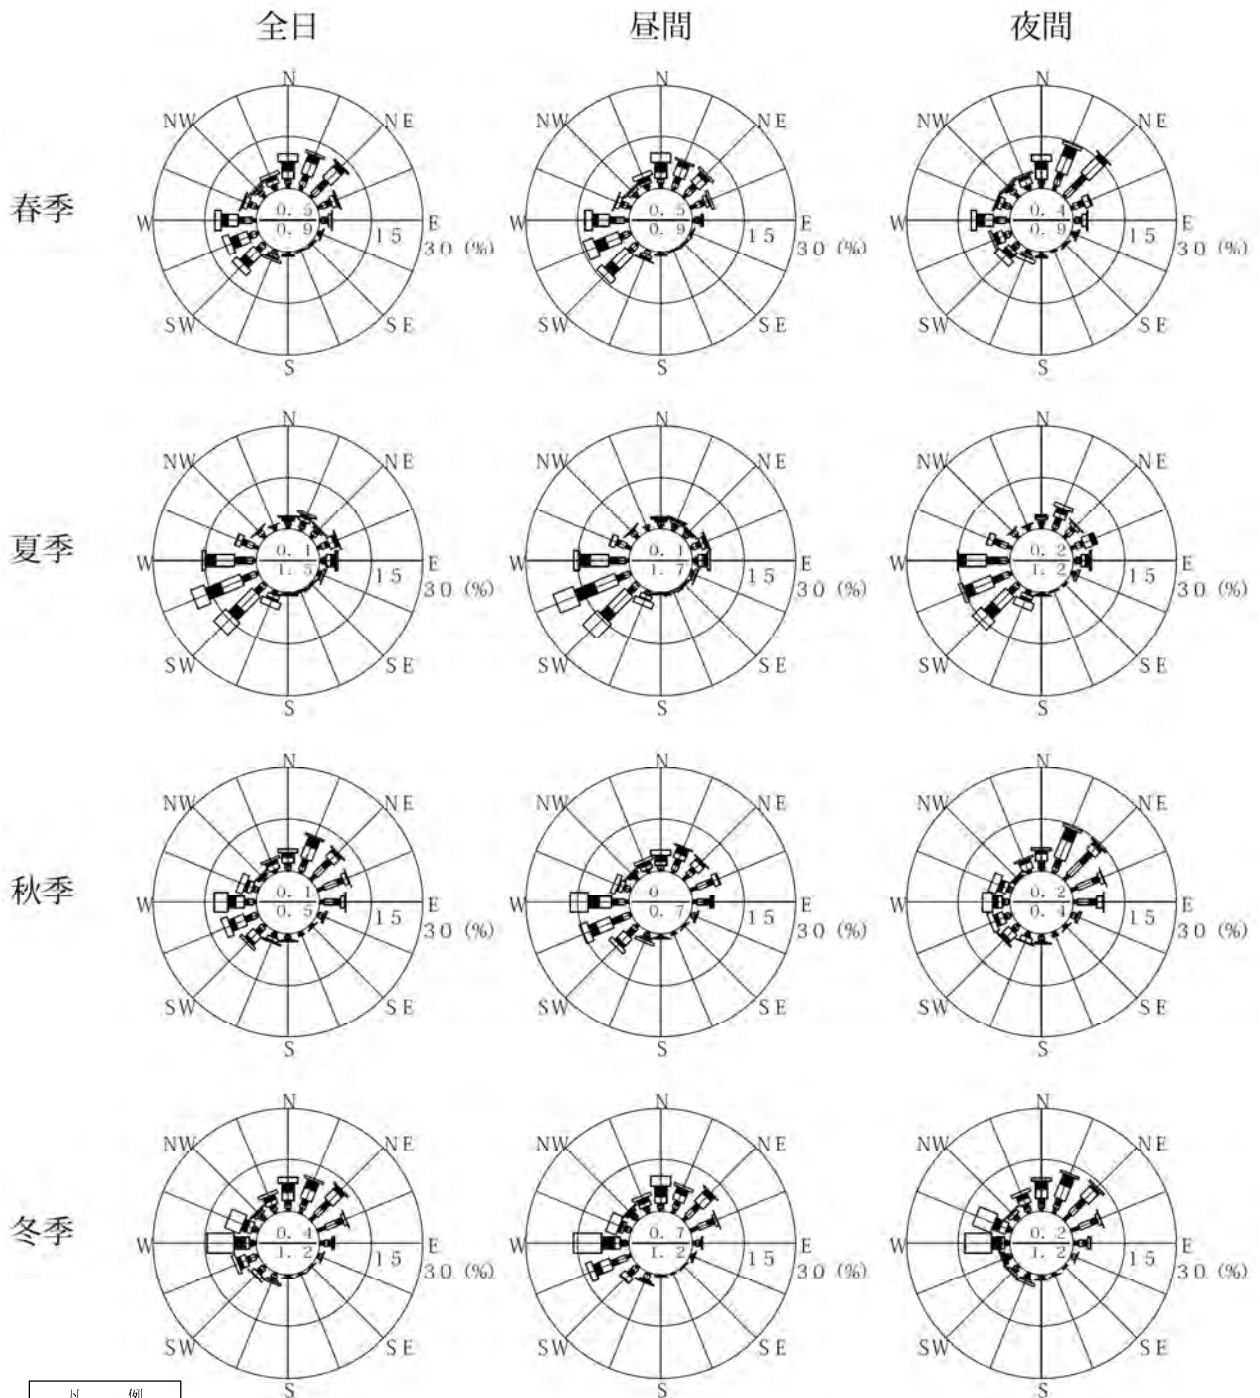 全日 昼間 夜間
春季
N N N
NW NE NW NE NW NE
0.5 0.5 0.4
W E W E W E
0.9 15 0.9 15 0.9 15
30 (%) 30 (%) 30 (%)
SW SE SW SE SW SE
S S S
夏季
N N N
NW NE NW NE NW NE
0.1 0.1 0.2
W E W E W E
1.5 15 1.7 15 1.2 15
30 (%) 30 (%) 30 (%)
SW SE SW SE SW SE
S S S
秋季
N N N
NW NE NW NE NW NE
0.1 0 0.2
W E W E W E
0.5 15 0.7 15 0.4 15
30 (%) 30 (%) 30 (%)
SW SE SW SE SW SE
S S S
冬季
N N N
NW NE NW NE NW NE
0.4 0.7 0.2
W E W E W E
1.2 15 1.2 15 1.2 15
30 (%) 30 (%) 30 (%)
SW SE SW SE SW SE
S S S